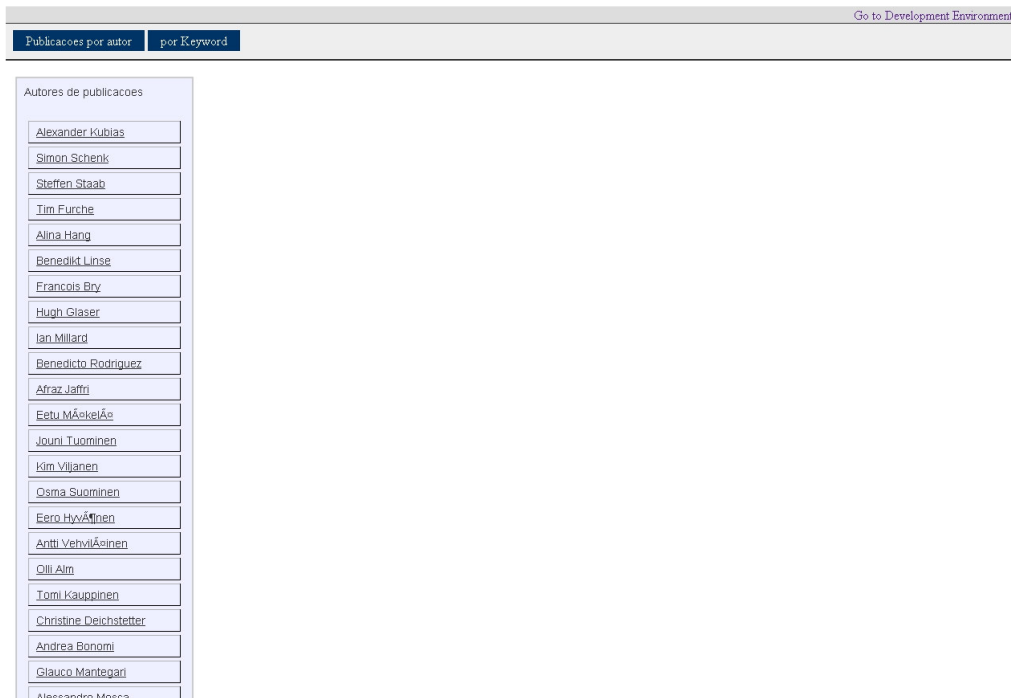 Go to Development Environment
Publicacoes por autor por Keyword
Autores de publicacoes
Alexander Kubias
Simon Schenk
Steffen Staab
Tim Furche
Alina Hang
Benedikt Linse
Francois Bry
Hugh Glaser
Ian Millard
Benedicto Rodriguez
Afraz Jaffri
Eetu MÃ¤kelÃ¤
Jouni Tuominen
Kim Viljanen
Osma Suominen
Eero HyvÃ¶nen
Antti VehvilÃ¤inen
Olli Alm
Tomi Kauppinen
Christine Deichstetter
Andrea Bonomi
Glauco Mantegari
Alessandro Mosca